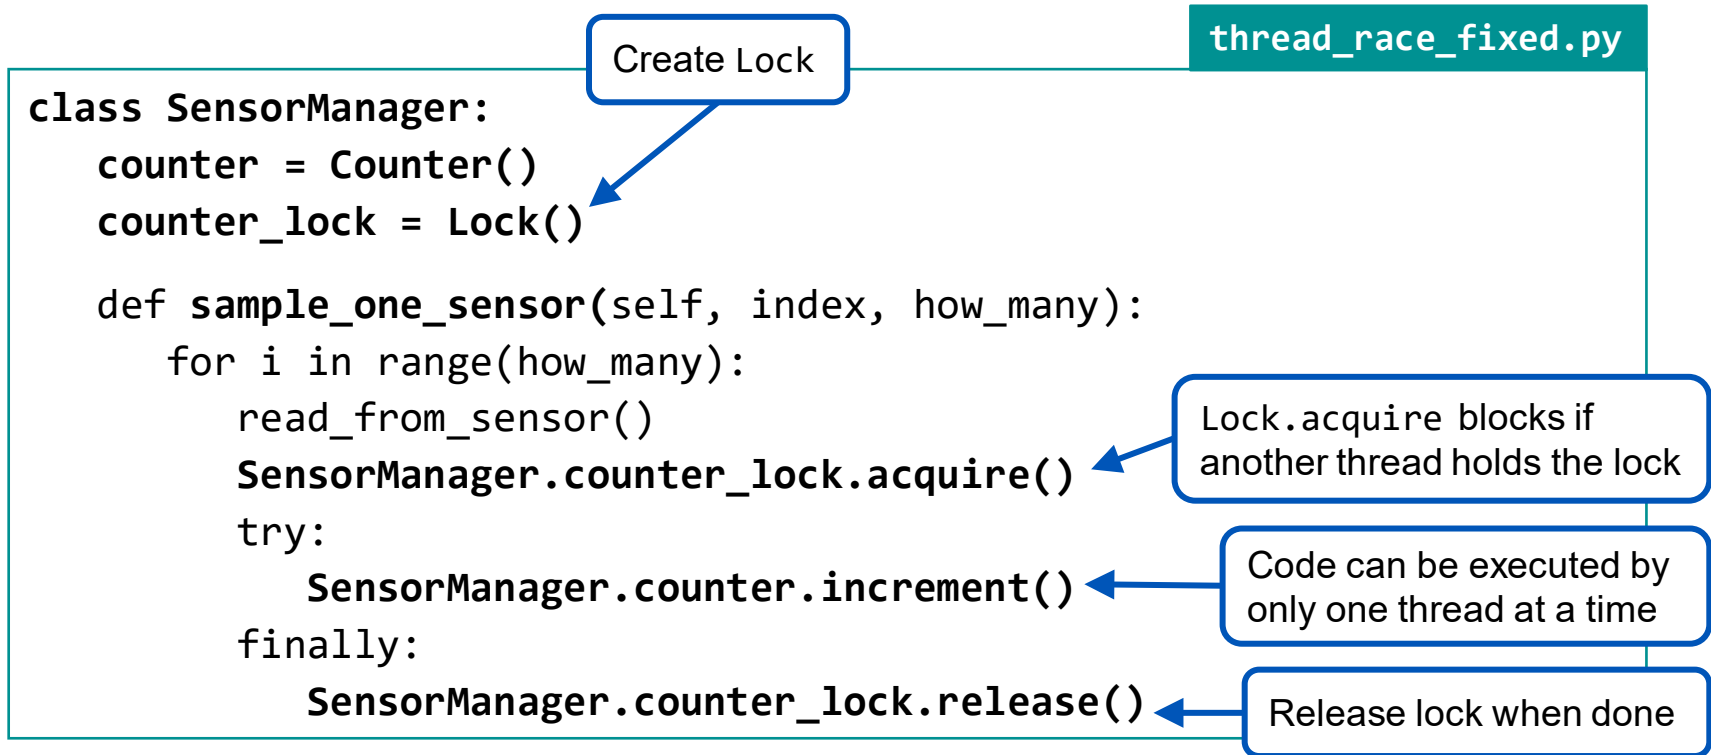 thread_race_fixed.py
Create Lock
class SensorManager:
counter = Counter()
counter_lock = Lock()
def sample_one_sensor(self, index, how_many):
for i in range(how_many):
read_from_sensor()
SensorManager.counter_lock.acquire()
Lock.acquire blocks if
another thread holds the lock
try:
SensorManager.counter.increment()
Code can be executed by
only one thread at a time
finally:
SensorManager.counter_lock.release()
Release lock when done